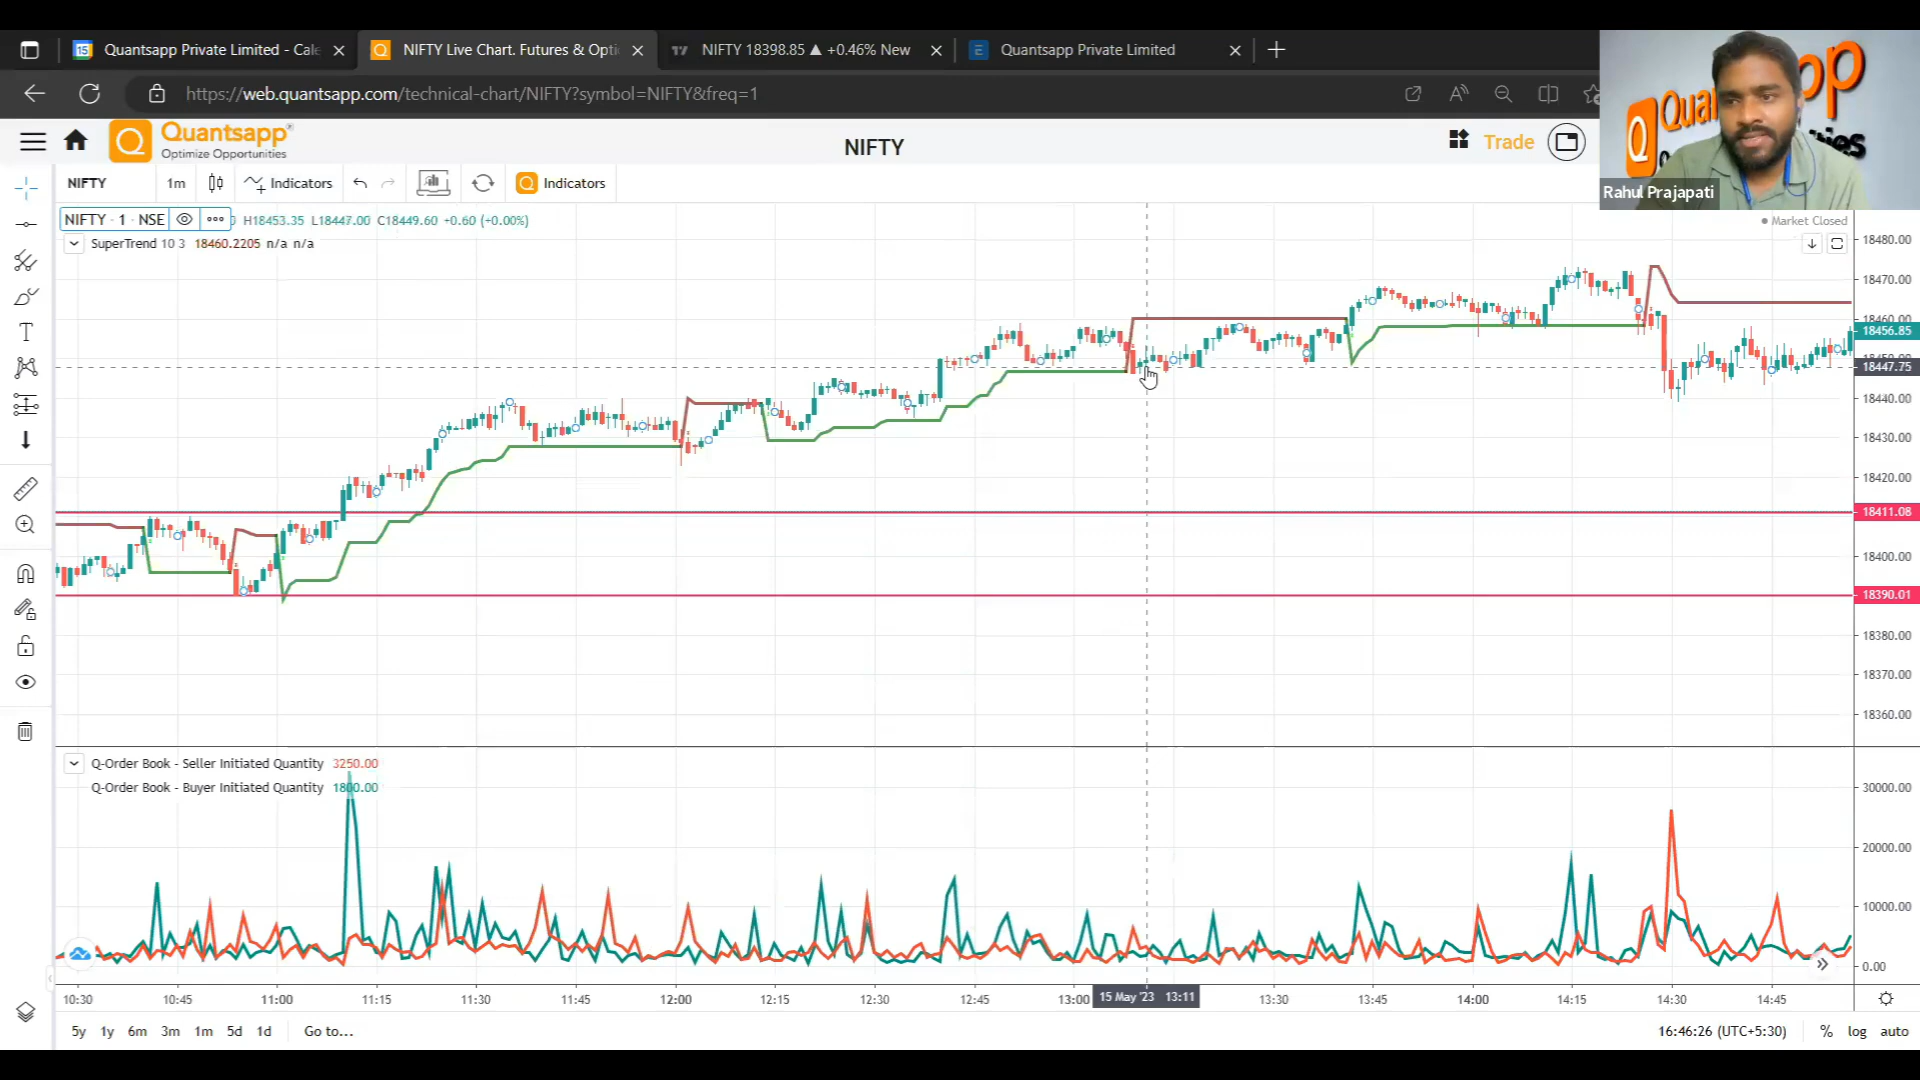 Quantsapp Private Limited - Cale
NIFTY Live Chart. Futures & Opti
NIFTY 18398.85 ▲ +0.46% New
Quantsapp Private Limited
https://web.quantsapp.com/technical-chart/NIFTY?symbol=NIFTY&freq=1
Quantsapp
Optimize Opportunities
NIFTY
Trade
Rahul Prajapati
NIFTY
1m
Indicators
Indicators
NIFTY · 1 · NSE
H18453.35 L18447.00 C18449.60 +0.60 (+0.00%)
Market Closed
SuperTrend 10 3 18460.2205 n/a n/a
18480.00
18470.00
18460.00
18456.85
18447.75
18440.00
18430.00
18420.00
18411.08
18400.00
18390.01
18380.00
18370.00
18360.00
Q-Order Book - Seller Initiated Quantity 3250.00
Q-Order Book - Buyer Initiated Quantity 1800.00
30000.00
20000.00
10000.00
0.00
10:30 10:45 11:00 11:15 11:30 11:45 12:00 12:15 12:30 12:45 13:00 15 May '23 13:11 13:30 13:45 14:00 14:15 14:30 14:45
5y 1y 6m 3m 1m 5d 1d Go to... 16:46:26 (UTC+5:30) % log auto